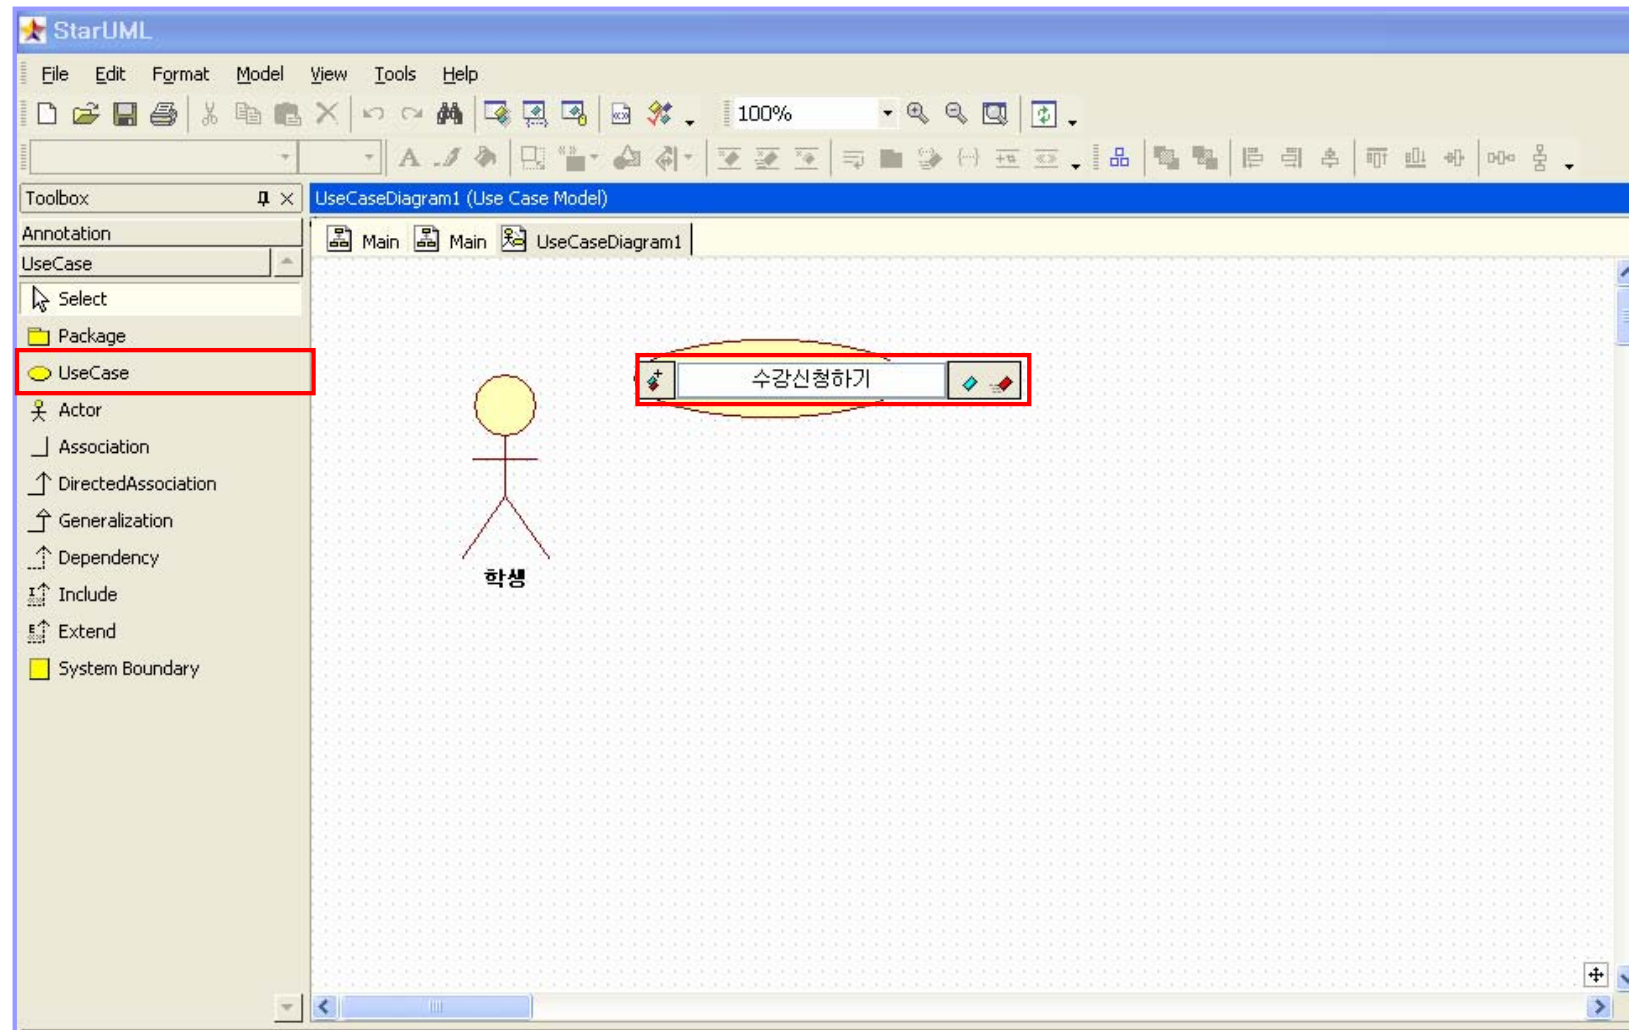 StarUML
File Edit Format Model View Tools Help
100%
Toolbox
UseCaseDiagram1 (Use Case Model)
Annotation
Main Main UseCaseDiagram1
UseCase
Select
Package
UseCase
수강신청하기
Actor
Association
DirectedAssociation
Generalization
Dependency
학생
Include
Extend
System Boundary